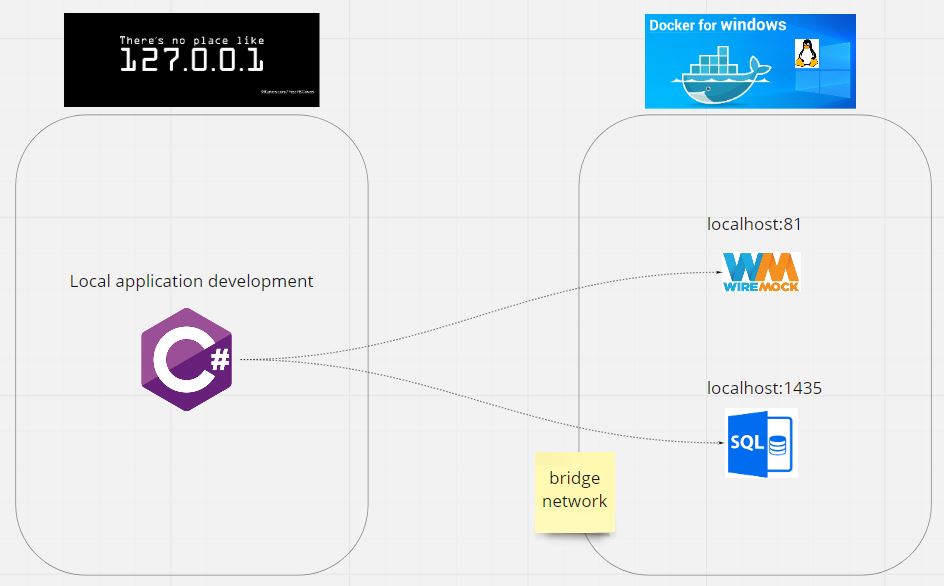 There's no place like
127.0.0.1
Docker for windows
localhost:81
WM
WIREMOCK
Local application development
C#
localhost:1435
SQL
bridge
network